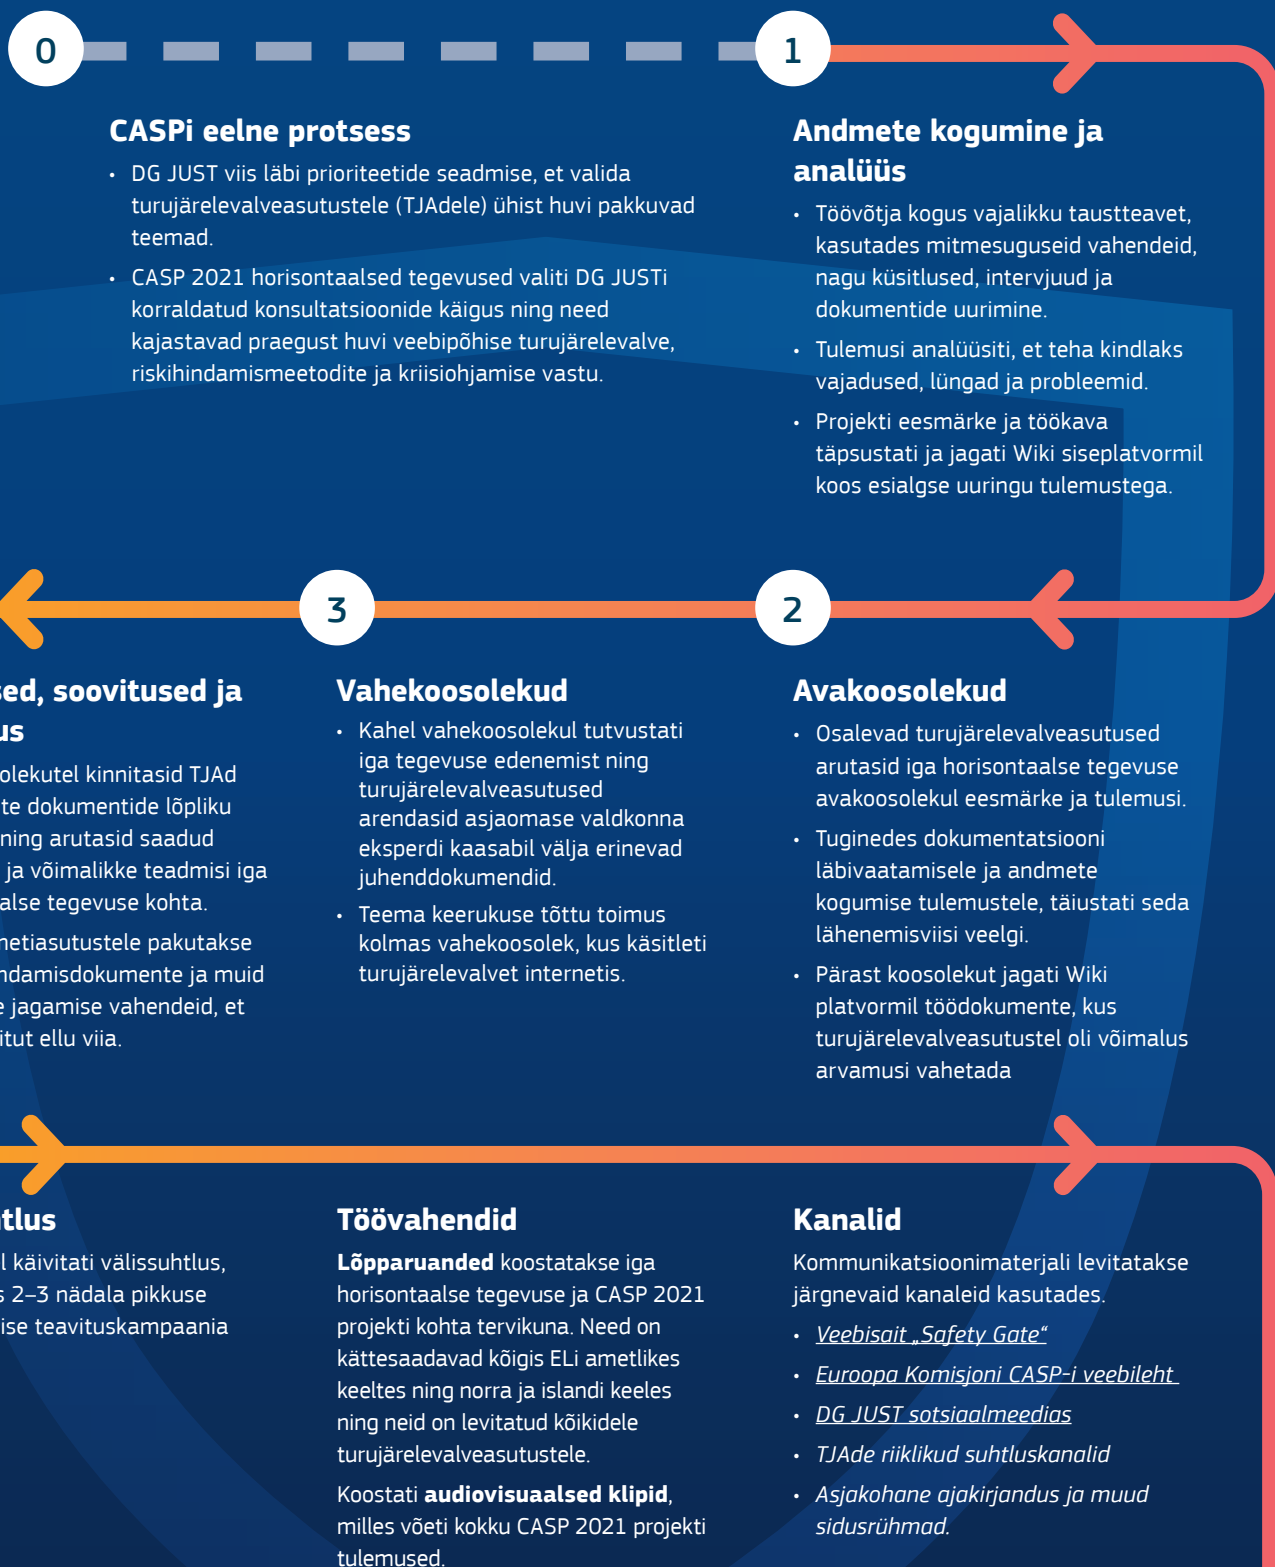 0
1
CASPi eelne protsess
• DG JUST viis läbi prioriteetide seadmise, et valida
turujärelevalveasutustele (TJAdele) ühist huvi pakkuvad
teemad.
• CASP 2021 horisontaalsed tegevused valiti DG JUSTi
korraldatud konsultatsioonide käigus ning need
kajastavad praegust huvi veebipõhise turujärelevalve,
riskihindamismeetodite ja kriisiohjamise vastu.
Andmete kogumine ja
analüüs
• Töövõtja kogus vajalikku taustteavet,
kasutades mitmesuguseid vahendeid,
nagu küsitlused, intervjuud ja
dokumentide uurimine.
• Tulemusi analüüsiti, et teha kindlaks
vajadused, lüngad ja probleemid.
• Projekti eesmärke ja töökava
täpsustati ja jagati Wiki siseplatvormil
koos esialgse uuringu tulemustega.
3
2
sed, soovitused ja
us
olekutel kinnitasid TJAd
te dokumentide lõpliku
ning arutasid saadud
ja võimalikke teadmisi iga
alse tegevuse kohta.
netiasutustele pakutakse
ndamisdokumente ja muid
e jagamise vahendeid, et
itut ellu viia.
Vahekoosolekud
• Kahel vahekoosolekul tutvustati
iga tegevuse edenemist ning
turujärelevalveasutused
arendasid asjaomase valdkonna
eksperdi kaasabil välja erinevad
juhenddokumendid.
• Teema keerukuse tõttu toimus
kolmas vahekoosolek, kus käsitleti
turujärelevalvet internetis.
Avakoosolekud
• Osalevad turujärelevalveasutused
arutasid iga horisontaalse tegevuse
avakoosolekul eesmärke ja tulemusi.
• Tuginedes dokumentatsiooni
läbivaatamisele ja andmete
kogumise tulemustele, täiustati seda
lähenemisviisi veelgi.
• Pärast koosolekut jagati Wiki
platvormil töödokumente, kus
turujärelevalveasutustel oli võimalus
arvamusi vahetada
tlus
l käivitati välissuhtlus,
s 2–3 nädala pikkuse
ise teavituskampaania
Töövahendid
Lõpparuanded koostatakse iga
horisontaalse tegevuse ja CASP 2021
projekti kohta tervikuna. Need on
kättesaadavad kõigis ELi ametlikes
keeltes ning norra ja islandi keeles
ning neid on levitatud kõikidele
turujärelevalveasutustele.
Koostati audiovisuaalsed klipid,
milles võeti kokku CASP 2021 projekti
tulemused.
Kanalid
Kommunikatsioonimaterjali levitatakse
järgnevaid kanaleid kasutades.
• Veebisait „Safety Gate“
• Euroopa Komisjoni CASP-i veebileht
• DG JUST sotsiaalmeedias
• TJAde riiklikud suhtluskanalid
• Asjakohane ajakirjandus ja muud
sidusrühmad.